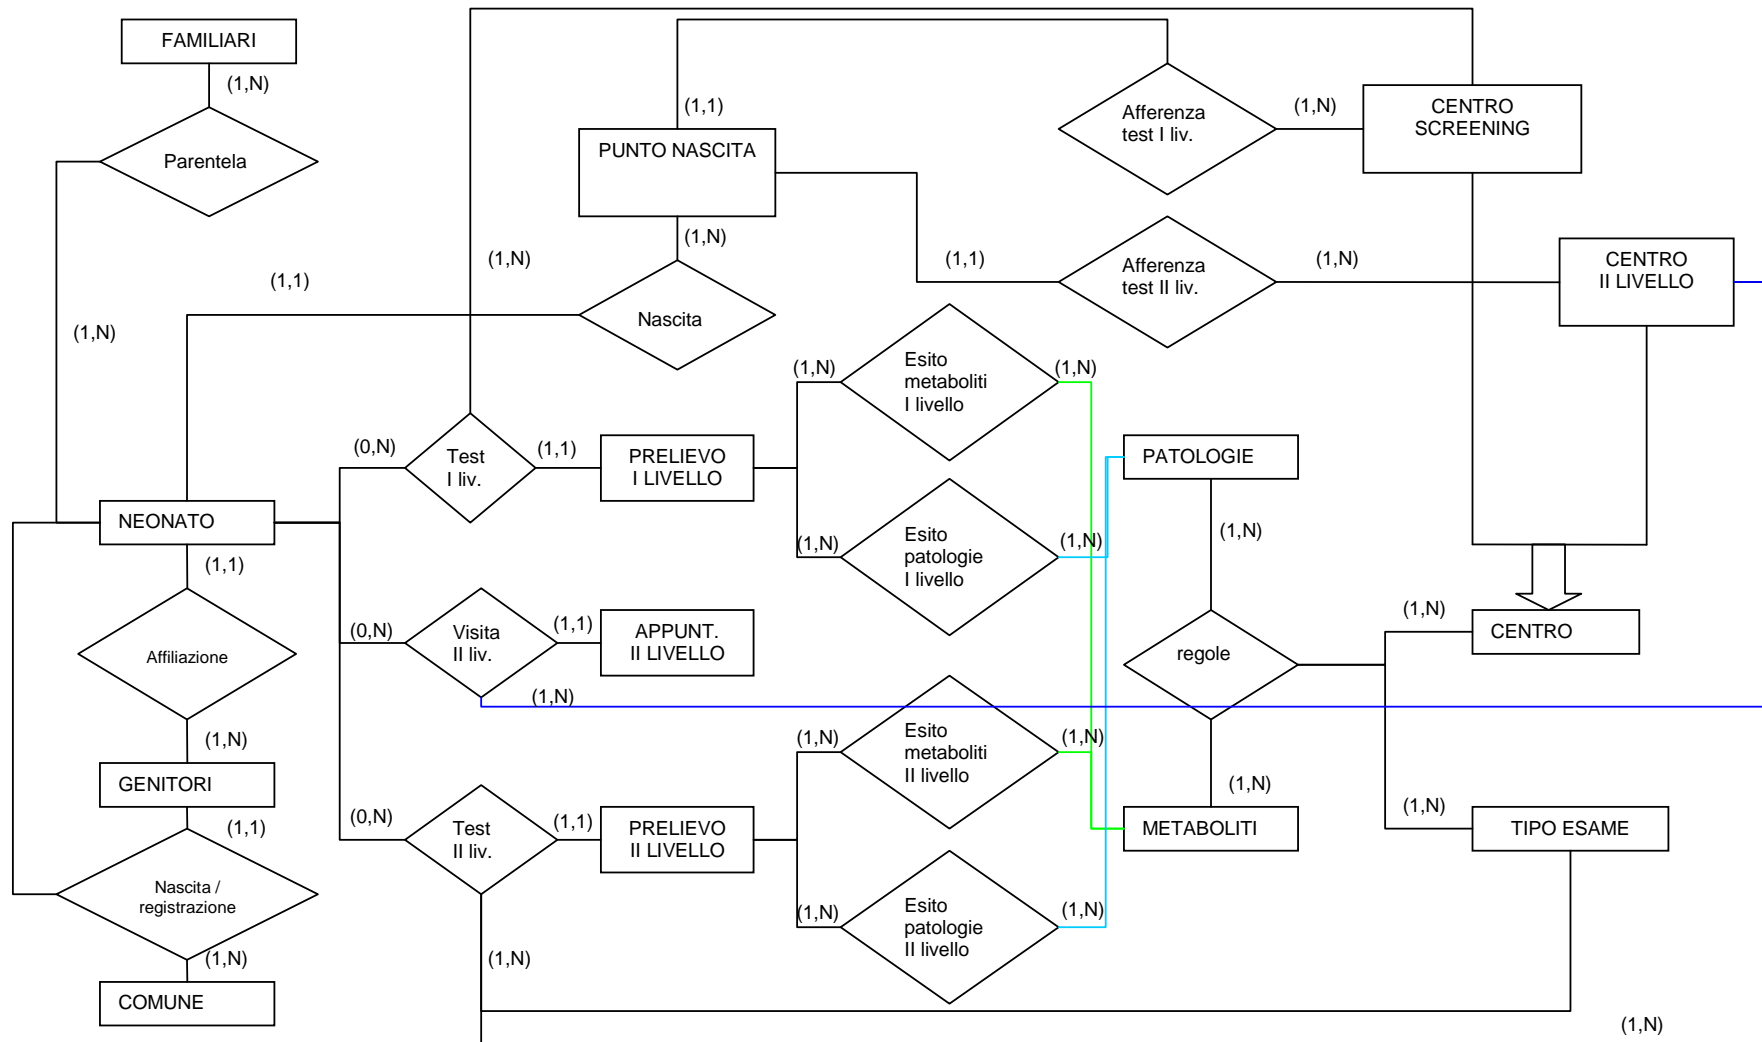 FAMILIARI
(1,N)
Parentela
(1,N)
(1,1)
PUNTO NASCITA
(1,N)
Nascita
(1,1)
(1,N)
Afferenza
test I liv.
(1,N)
CENTRO
SCREENING
(1,1)
Afferenza
test II liv.
(1,N)
CENTRO
II LIVELLO
NEONATO
(0,N)
Test
I liv.
(1,1)
PRELIEVO
I LIVELLO
(1,N)
Esito
metaboliti
I livello
(1,N)
(1,N)
Esito
patologie
I livello
(1,N)
PATOLOGIE
(1,N)
(1,1)
Affiliazione
(1,N)
GENITORI
(1,1)
Nascita /
registrazione
(1,N)
COMUNE
(0,N)
Visita
II liv.
(1,1)
APPUNT.
II LIVELLO
(1,N)
regole
(1,N)
CENTRO
(1,N)
TIPO ESAME
(1,N)
METABOLITI
(0,N)
Test
II liv.
(1,1)
PRELIEVO
II LIVELLO
(1,N)
Esito
metaboliti
II livello
(1,N)
(1,N)
Esito
patologie
II livello
(1,N)
(1,N)
(1,N)